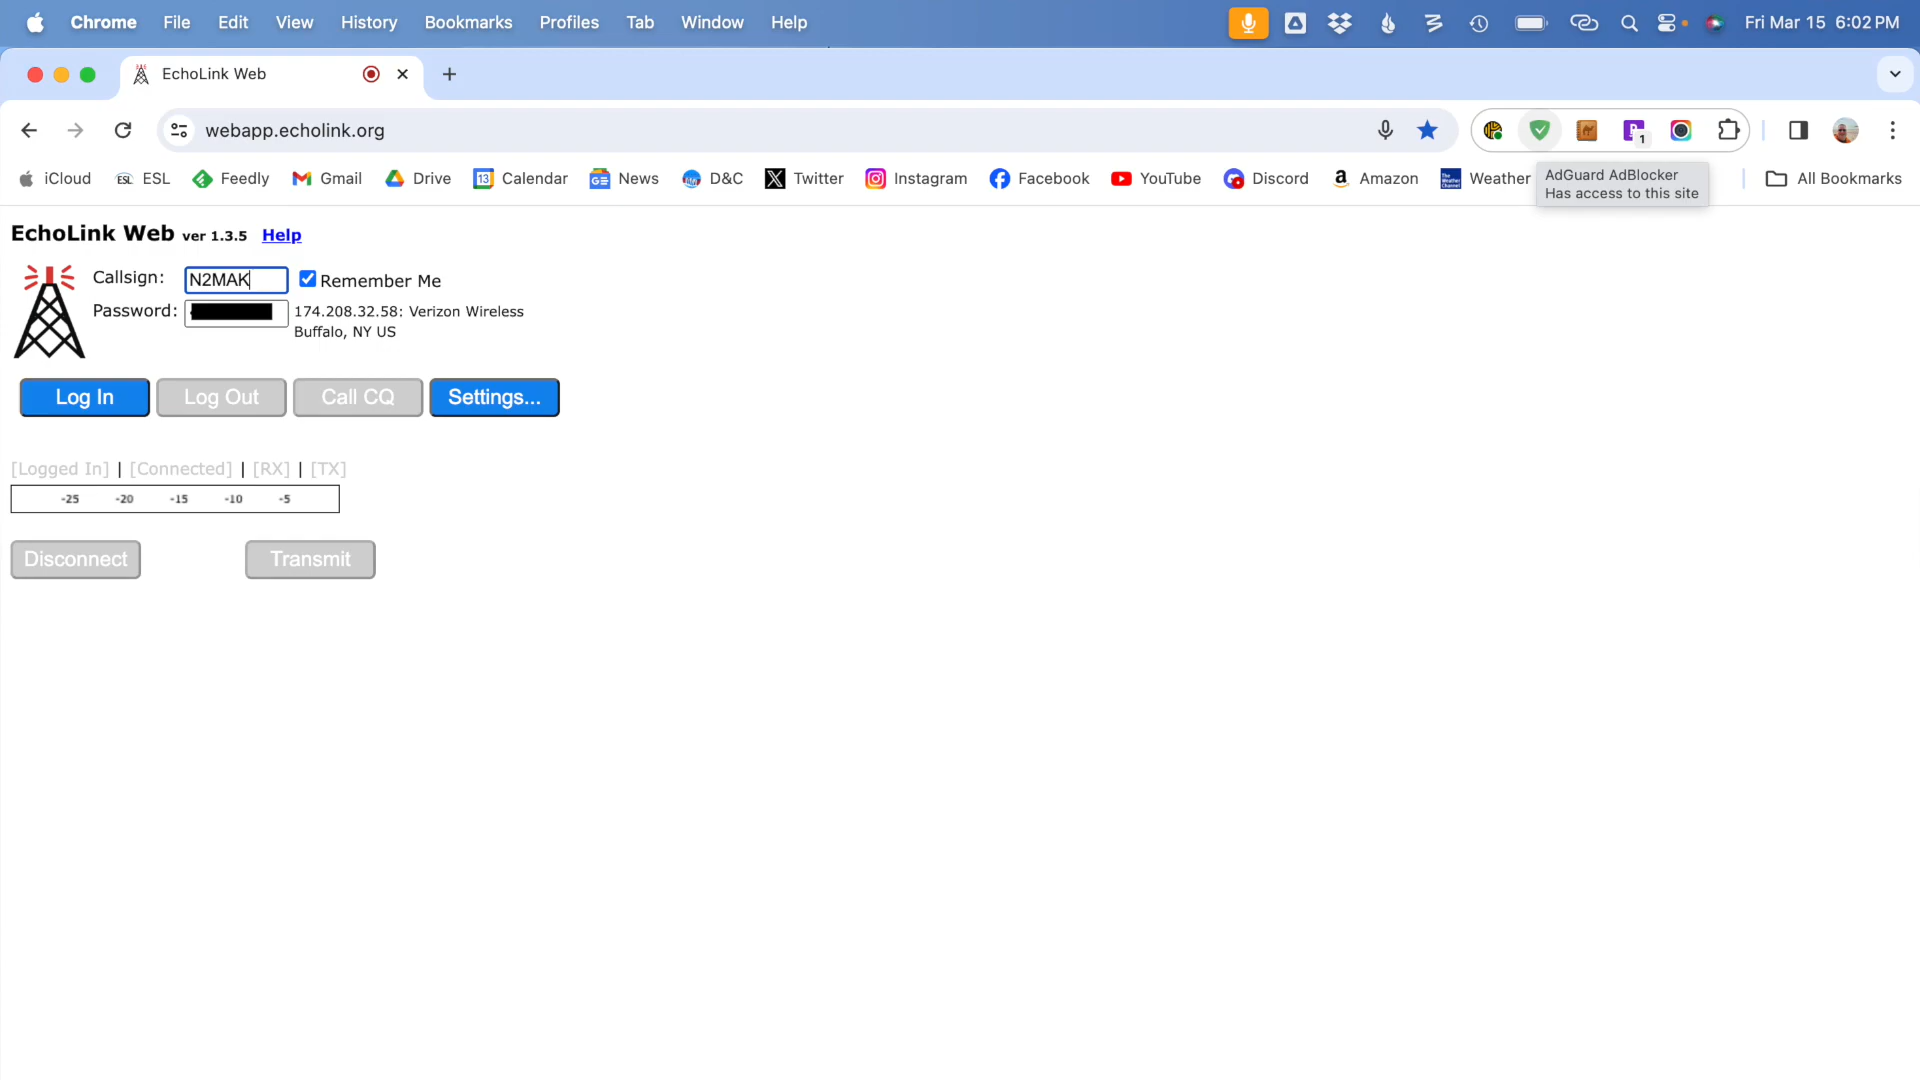 Chrome File Edit View History Bookmarks Profiles Tab Window Help Fri Mar 15 6:02 PM
EchoLink Web
webapp.echolink.org
1
iCloud ESL ESL Feedly Gmail Drive 13 Calendar News D&C Twitter Instagram Facebook YouTube Discord Amazon Weather All Bookmarks
AdGuard AdBlocker
Has access to this site
EchoLink Web ver 1.3.5 Help
Callsign: N2MAK Remember Me
Password: 174.208.32.58: Verizon Wireless
Buffalo, NY US
Log In Log Out Call CQ Settings...
[Logged In] | [Connected] | [RX] | [TX]
-25 -20 -15 -10 -5
Disconnect Transmit